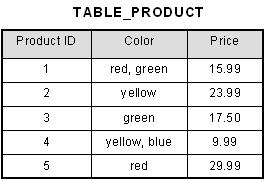 TABLE_PRODUCT
Product ID Color Price
1 red, green 15.99
2 yellow 23.99
3 green 17.50
4 yellow, blue 9.99
5 red 29.99